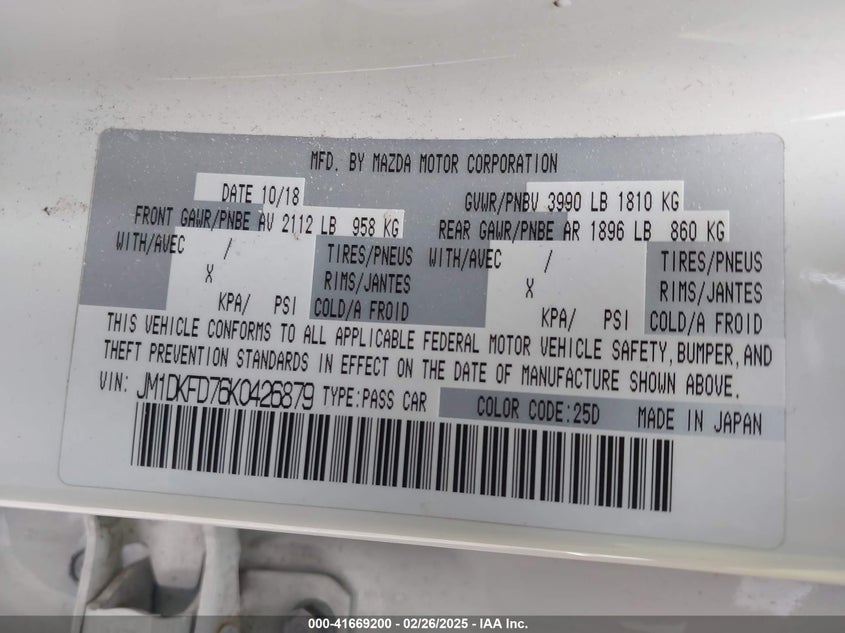 MFD. BY MAZDA MOTOR CORPORATION
DATE 10/18 GVWR/PNBV 3990 LB 1810 KG
FRONT GAWR/PNBE AV 2112 LB 958 KG REAR GAWR/PNBE AR 1896 LB 860 KG
WITH/AVEC / TIRES/PNEUS WITH/AVEC / TIRES/PNEUS
X RIMS/JANTES X RIMS/JANTES
KPA/ PSI COLD/A FROID KPA/ PSI COLD/A FROID
THIS VEHICLE CONFORMS TO ALL APPLICABLE FEDERAL MOTOR VEHICLE SAFETY, BUMPER, AND
THEFT PREVENTION STANDARDS IN EFFECT ON THE DATE OF MANUFACTURE SHOWN ABOVE.
VIN: JM1DKFD76K0426879 TYPE:PASS CAR COLOR CODE:25D MADE IN JAPAN
000-41669200 - 02/26/2025 - IAA Inc.